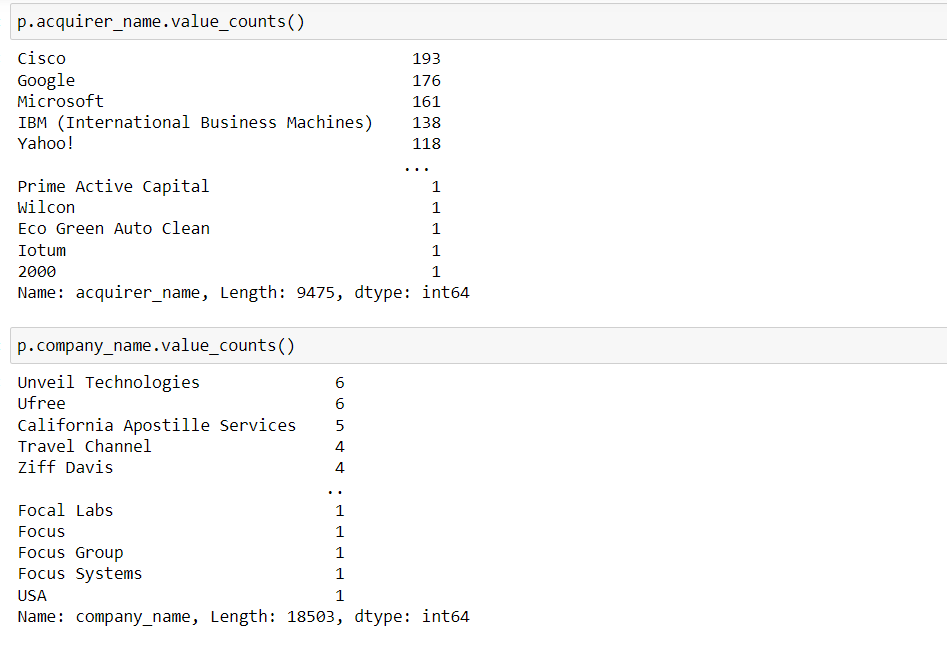 p.acquirer_name.value_counts()
Cisco 193
Google 176
Microsoft 161
IBM (International Business Machines) 138
Yahoo! 118
...
Prime Active Capital 1
Wilcon 1
Eco Green Auto Clean 1
Iotum 1
2000 1
Name: acquirer_name, Length: 9475, dtype: int64
p.company_name.value_counts()
Unveil Technologies 6
Ufree 6
California Apostille Services 5
Travel Channel 4
Ziff Davis 4
..
Focal Labs 1
Focus 1
Focus Group 1
Focus Systems 1
USA 1
Name: company_name, Length: 18503, dtype: int64